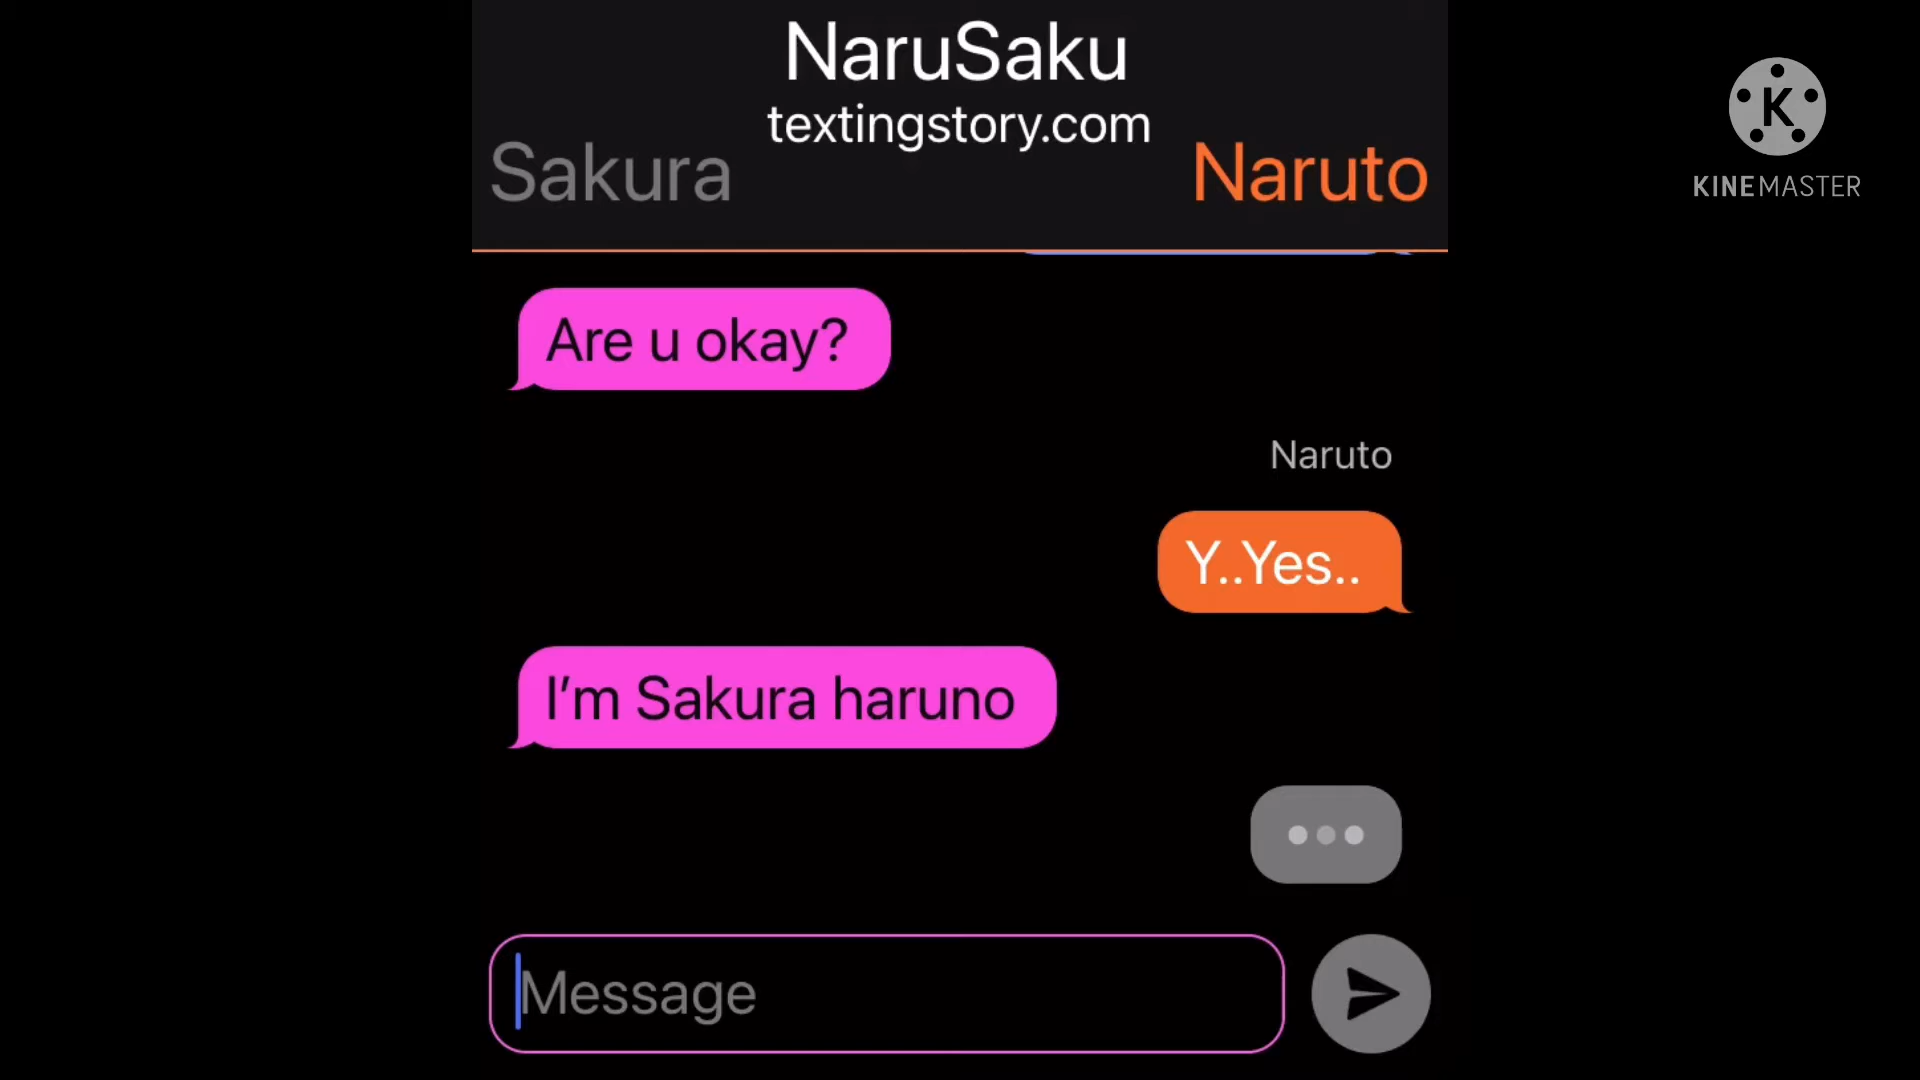 NaruSaku
textingstory.com
Sakura
Naruto
K
KINEMASTER
Are u okay?
Naruto
Y..Yes..
I’m Sakura haruno
Message